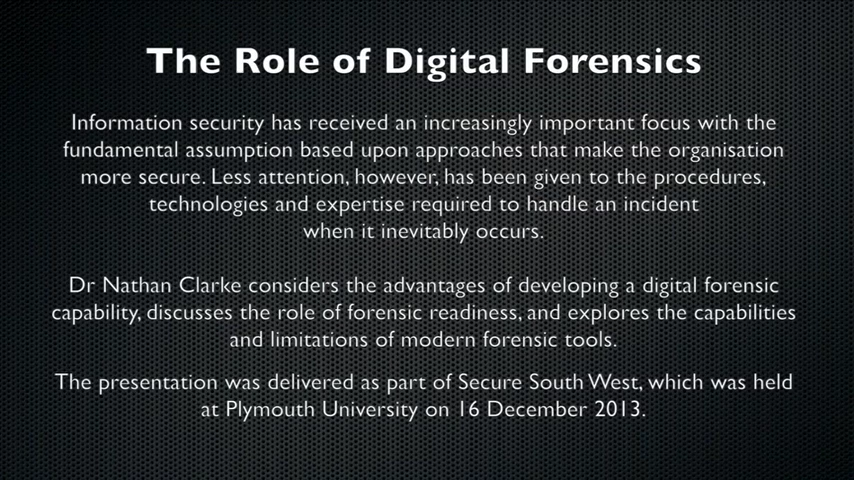 The Role of Digital Forensics
Information security has received an increasingly important focus with the
fundamental assumption based upon approaches that make the organisation
more secure. Less attention, however, has been given to the procedures,
technologies and expertise required to handle an incident
when it inevitably occurs.
Dr Nathan Clarke considers the advantages of developing a digital forensic
capability, discusses the role of forensic readiness, and explores the capabilities
and limitations of modern forensic tools.
The presentation was delivered as part of Secure South West, which was held
at Plymouth University on 16 December 2013.